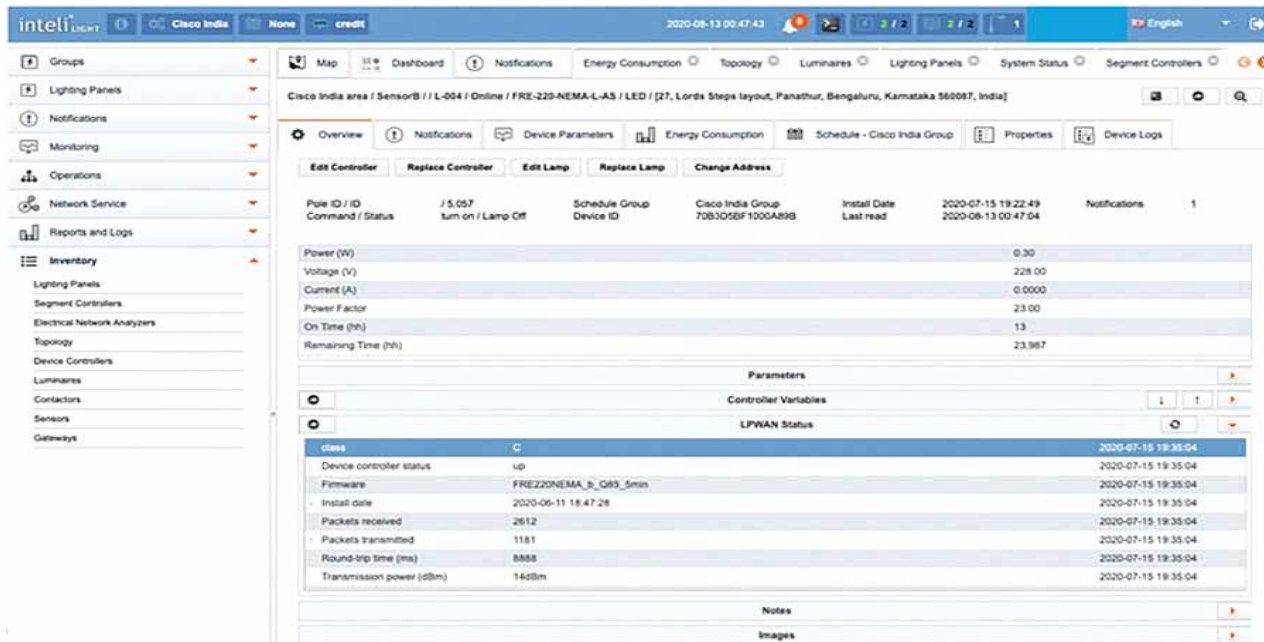 inteliLIGHT Cisco India None credit 2020-08-13 00:47:43 2 / 2 2 / 2 1 English
Groups
Lighting Panels
Notifications
Monitoring
Operations
Network Service
Reports and Logs
Inventory
Lighting Panels
Segment Controllers
Electrical Network Analyzers
Topology
Device Controllers
Luminaires
Contactors
Sensors
Gateways
Map Dashboard Notifications Energy Consumption Topology Luminaires Lighting Panels System Status Segment Controllers
Cisco India area / SensorB / / L-004 / Online / FRE-220-NEMA-L-AS / LED / [27, Lords Steps layout, Panathur, Bengaluru, Karnataka 560087, India]
Overview Notifications Device Parameters Energy Consumption Schedule - Cisco India Group Properties Device Logs
Edit Controller Replace Controller Edit Lamp Replace Lamp Change Address
Pole ID / ID / 5.057 Schedule Group Cisco India Group Install Date 2020-07-15 19:22:49 Notifications 1
Command / Status turn on / Lamp Off Device ID 70B3D5BF1000A89B Last read 2020-08-13 00:47:04
Power (W) 0.30
Voltage (V) 228.00
Current (A) 0.0000
Power Factor 23.00
On Time (hh) 13
Remaining Time (hh) 23,987
Parameters
Controller Variables
LPWAN Status
class C 2020-07-15 19:35:04
Device controller status up 2020-07-15 19:35:04
Firmware FRE220NEMA_b_Q85_5min 2020-07-15 19:35:04
Install date 2020-06-11 18:47:28 2020-07-15 19:35:04
Packets received 2612 2020-07-15 19:35:04
Packets transmitted 1181 2020-07-15 19:35:04
Round-trip time (ms) 8888 2020-07-15 19:35:04
Transmission power (dBm) 14dBm 2020-07-15 19:35:04
Notes
Images